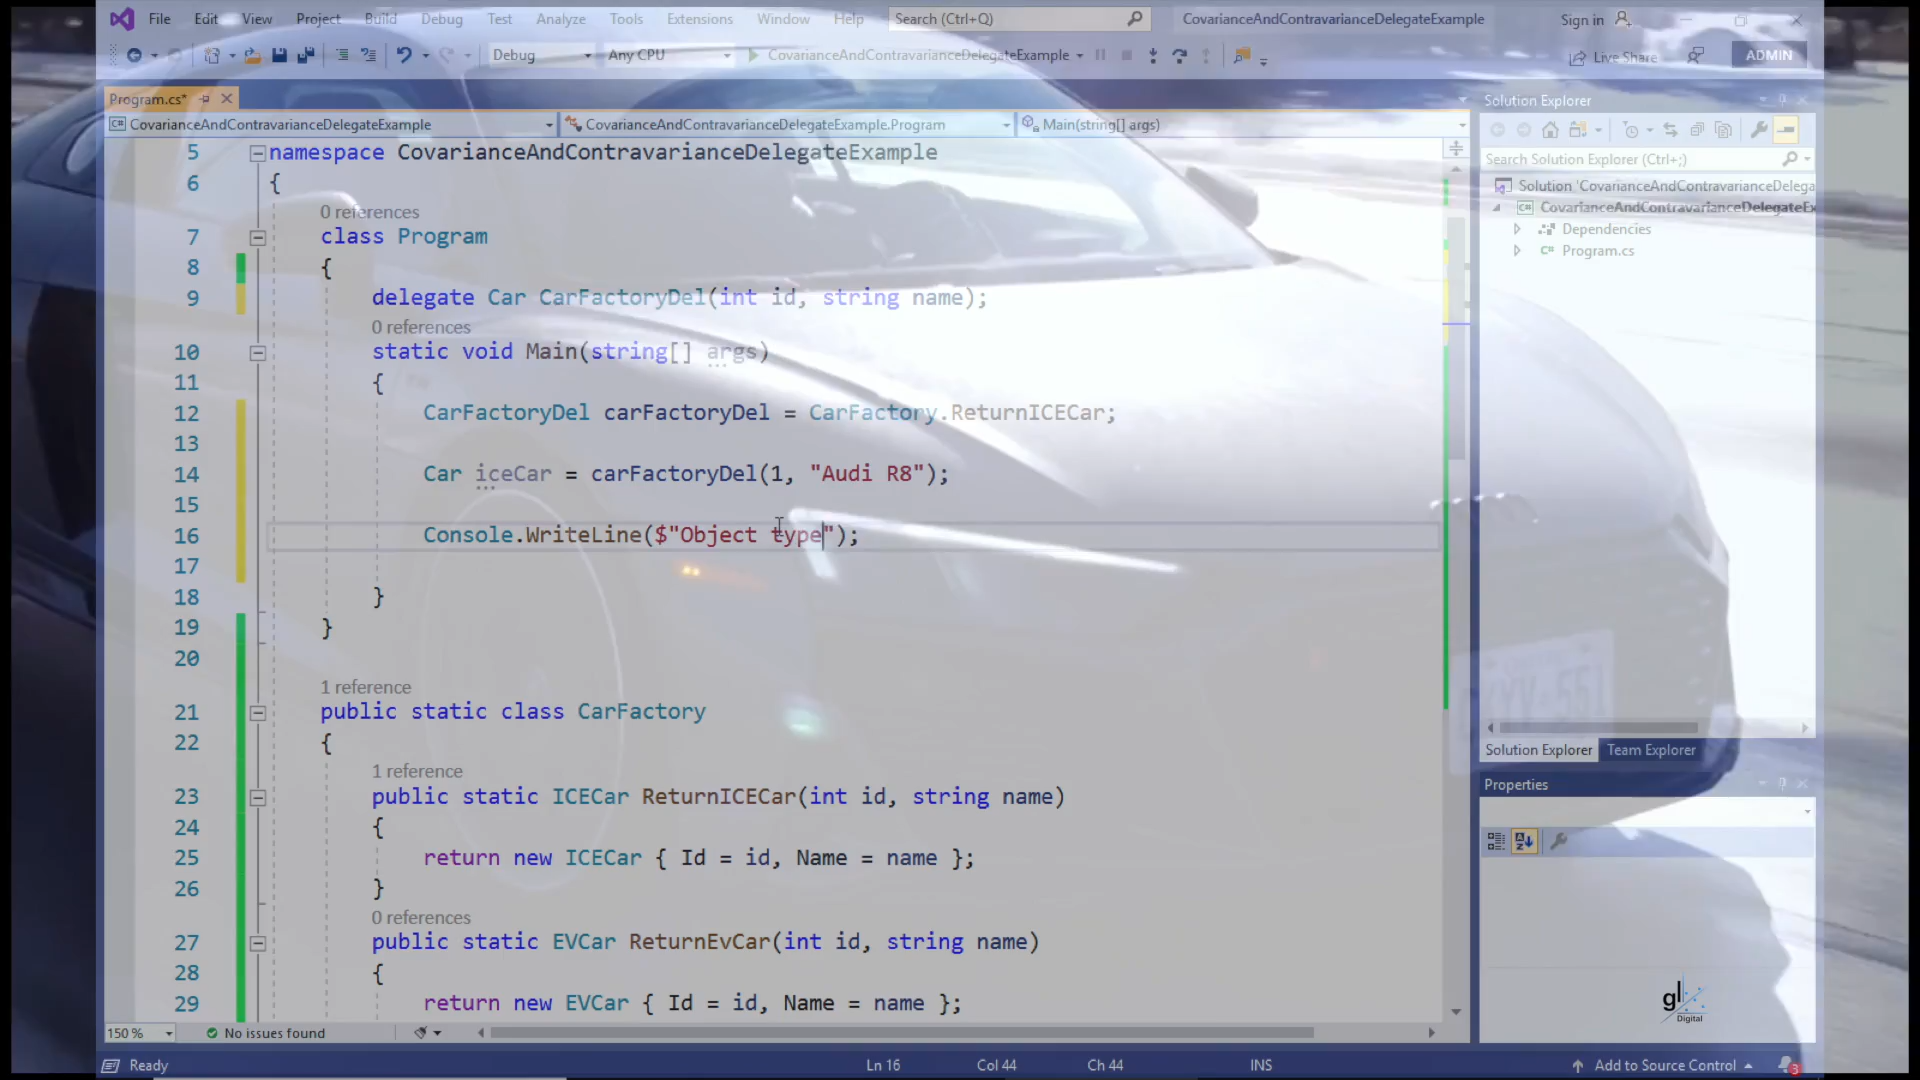 File Edit View Project Build Debug Test Analyze Tools Extensions Window Help Search (Ctrl+Q) CovarianceAndContravarianceDelegateExample Sign in
Debug Any CPU CovarianceAndContravarianceDelegateExample Live Share ADMIN
Program.cs*
CovarianceAndContravarianceDelegateExample CovarianceAndContravarianceDelegateExample.Program Main(string[] args)
5 namespace CovarianceAndContravarianceDelegateExample
6 {
0 references
7 class Program
8 {
9 delegate Car CarFactoryDel(int id, string name);
0 references
10 static void Main(string[] args)
11 {
12 CarFactoryDel carFactoryDel = CarFactory.ReturnICECar;
13
14 Car iceCar = carFactoryDel(1, "Audi R8");
15
16 Console.WriteLine($"Object type");
17
18 }
19 }
20
1 reference
21 public static class CarFactory
22 {
1 reference
23 public static ICECar ReturnICECar(int id, string name)
24 {
25 return new ICECar { Id = id, Name = name };
26 }
0 references
27 public static EVCar ReturnEvCar(int id, string name)
28 {
29 return new EVCar { Id = id, Name = name };
150 % No issues found
Ready Ln 16 Col 44 Ch 44 INS Add to Source Control 3
Solution Explorer
Search Solution Explorer (Ctrl+;)
Solution 'CovarianceAndContravarianceDelega
CovarianceAndContravarianceDelegateEx
Dependencies
C# Program.cs
Solution Explorer Team Explorer
Properties
gl
Digital